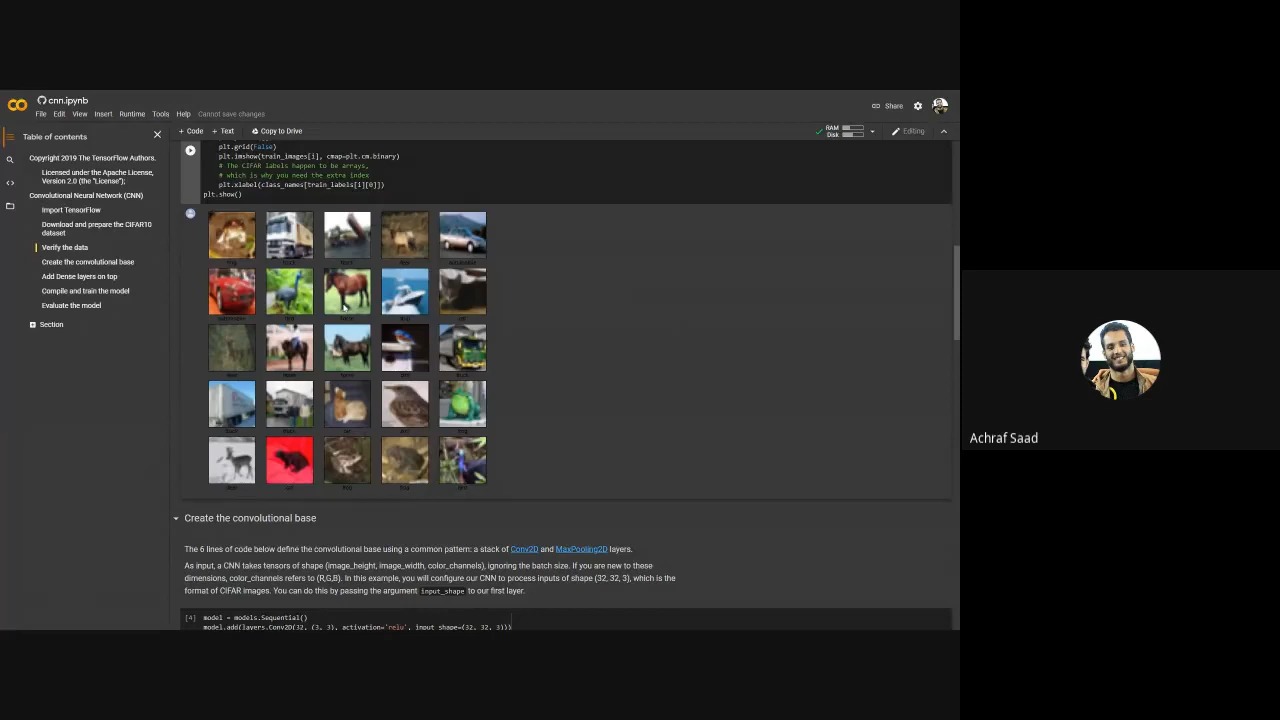 cnn.ipynb
File Edit View Insert Runtime Tools Help Cannot save changes
Share
Table of contents
+ Code + Text Copy to Drive
RAM
Disk
Editing
Copyright 2019 The TensorFlow Authors.
Licensed under the Apache License,
Version 2.0 (the "License");
Convolutional Neural Network (CNN)
Import TensorFlow
Download and prepare the CIFAR10
dataset
Verify the data
Create the convolutional base
Add Dense layers on top
Compile and train the model
Evaluate the model
Section
plt.grid(False)
plt.imshow(train_images[i], cmap=plt.cm.binary)
# The CIFAR labels happen to be arrays,
# which is why you need the extra index
plt.xlabel(class_names[train_labels[i][0]])
plt.show()
Create the convolutional base
The 6 lines of code below define the convolutional base using a common pattern: a stack of Conv2D and MaxPooling2D layers.
As input, a CNN takes tensors of shape (image_height, image_width, color_channels), ignoring the batch size. If you are new to these
dimensions, color_channels refers to (R,G,B). In this example, you will configure our CNN to process inputs of shape (32, 32, 3), which is the
format of CIFAR images. You can do this by passing the argument input_shape to our first layer.
[4] model = models.Sequential()
model.add(layers.Conv2D(32, (3, 3), activation='relu', input_shape=(32, 32, 3)))
Achraf Saad